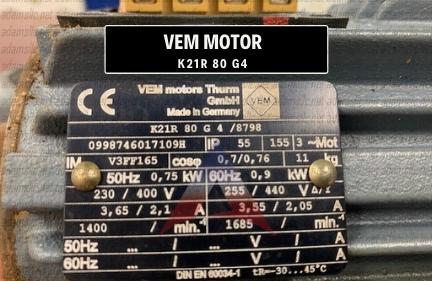 VEM MOTOR
K21R 80 G4
VEM motors Thurm
GmbH
Made in Germany
VEM
CE
K21R 80 G 4 /8798
0998746017109H IP 55 155 3 ~Mot
IM V3FF165 cosφ 0,7/0,76 11 kg
50Hz 0,75 kW 60Hz 0,9 kW
230 / 400 V 255 / 440 V Δ/
3,65 / 2,1 A 3,55 / 2,05 A
1400 / min.⁻¹ 1685 / min.⁻¹
50Hz ... / ... V / A
60Hz ... / ... V / A
DIN EN 60034-1 tR=-30...45°C